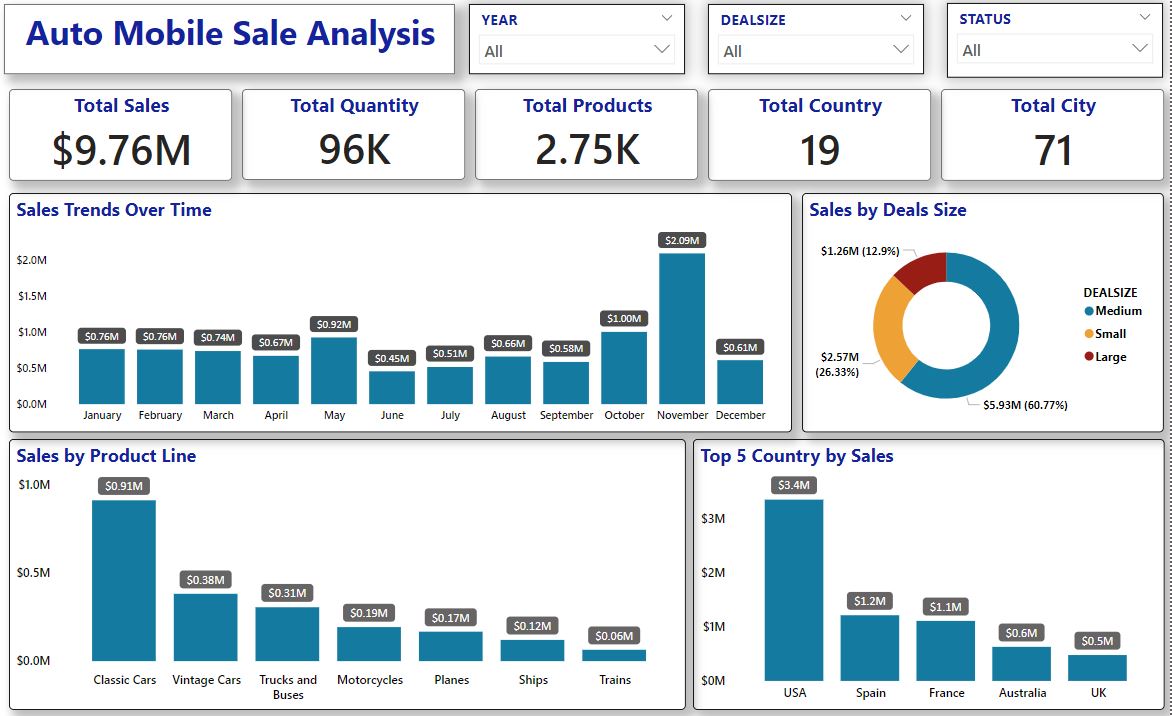 Auto Mobile Sale Analysis
YEAR
All
DEALSIZE
All
STATUS
All
Total Sales
$9.76M
Total Quantity
96K
Total Products
2.75K
Total Country
19
Total City
71
Sales Trends Over Time
$2.0M
$1.5M
$1.0M
$0.5M
$0.0M
$0.76M
$0.76M
$0.74M
$0.67M
$0.92M
$0.45M
$0.51M
$0.66M
$0.58M
$1.00M
$2.09M
$0.61M
January
February
March
April
May
June
July
August
September
October
November
December
Sales by Deals Size
$1.26M (12.9%)
$2.57M
(26.33%)
$5.93M (60.77%)
DEALSIZE
Medium
Small
Large
Sales by Product Line
$1.0M
$0.5M
$0.0M
$0.91M
$0.38M
$0.31M
$0.19M
$0.17M
$0.12M
$0.06M
Classic Cars
Vintage Cars
Trucks and
Buses
Motorcycles
Planes
Ships
Trains
Top 5 Country by Sales
$3M
$2M
$1M
$0M
$3.4M
$1.2M
$1.1M
$0.6M
$0.5M
USA
Spain
France
Australia
UK